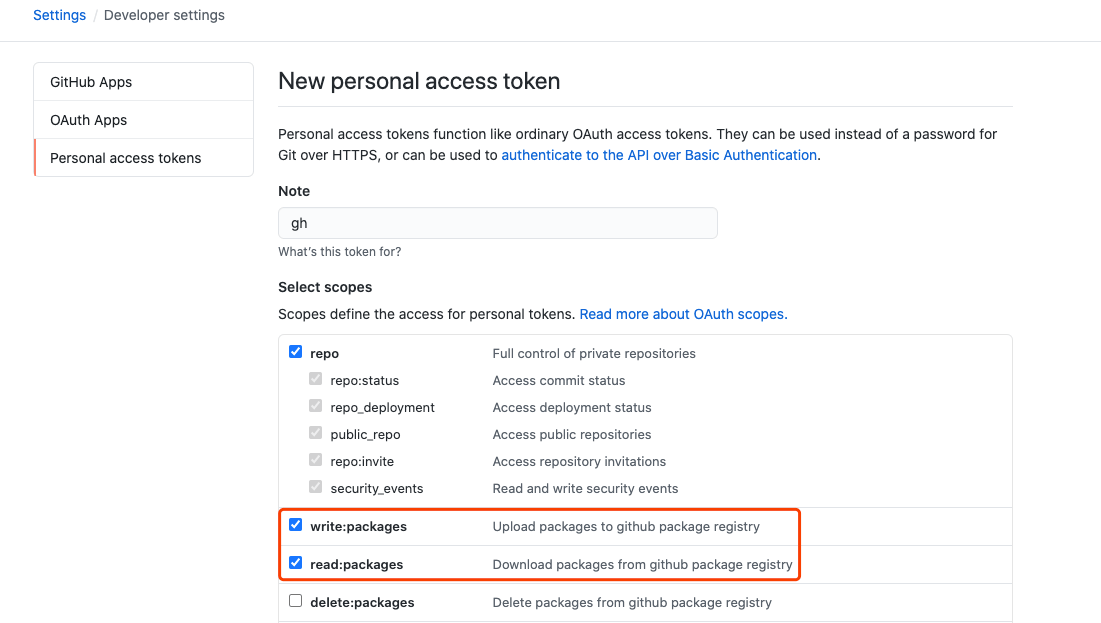 Settings / Developer settings
GitHub Apps
OAuth Apps
Personal access tokens
New personal access token
Personal access tokens function like ordinary OAuth access tokens. They can be used instead of a password for
Git over HTTPS, or can be used to authenticate to the API over Basic Authentication.
Note
gh
What's this token for?
Select scopes
Scopes define the access for personal tokens. Read more about OAuth scopes.
repo Full control of private repositories
repo:status Access commit status
repo_deployment Access deployment status
public_repo Access public repositories
repo:invite Access repository invitations
security_events Read and write security events
write:packages Upload packages to github package registry
read:packages Download packages from github package registry
delete:packages Delete packages from github package registry